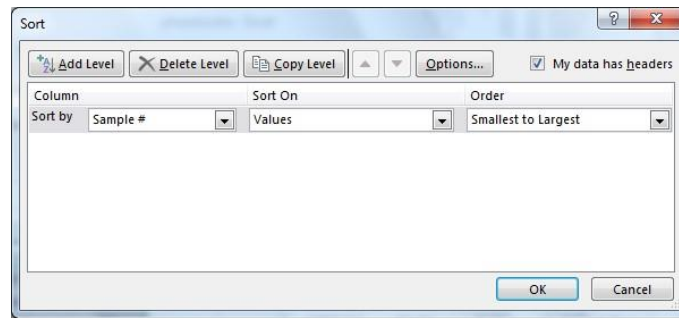 Sort
Add Level Delete Level Copy Level Options... My data has headers
Column Sort On Order
Sort by Sample # Values Smallest to Largest
OK Cancel